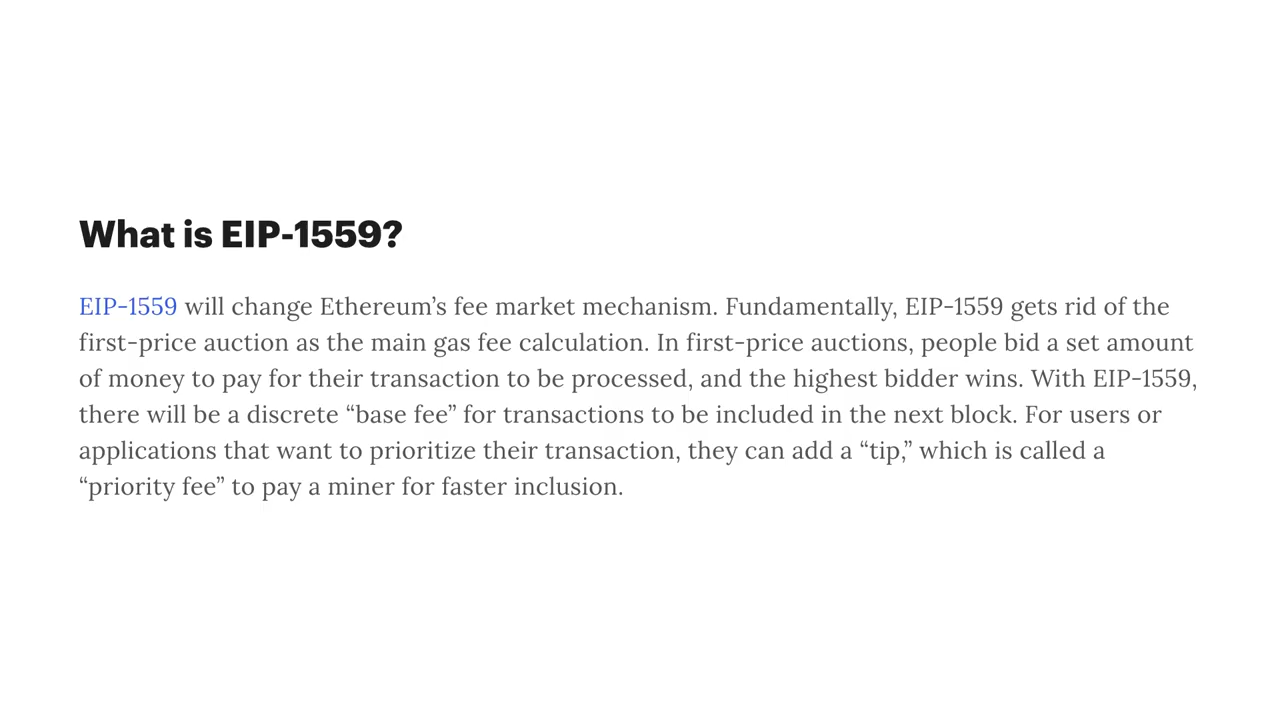 What is EIP-1559?
EIP-1559 will change Ethereum’s fee market mechanism. Fundamentally, EIP-1559 gets rid of the
first-price auction as the main gas fee calculation. In first-price auctions, people bid a set amount
of money to pay for their transaction to be processed, and the highest bidder wins. With EIP-1559,
there will be a discrete “base fee” for transactions to be included in the next block. For users or
applications that want to prioritize their transaction, they can add a “tip,” which is called a
“priority fee” to pay a miner for faster inclusion.